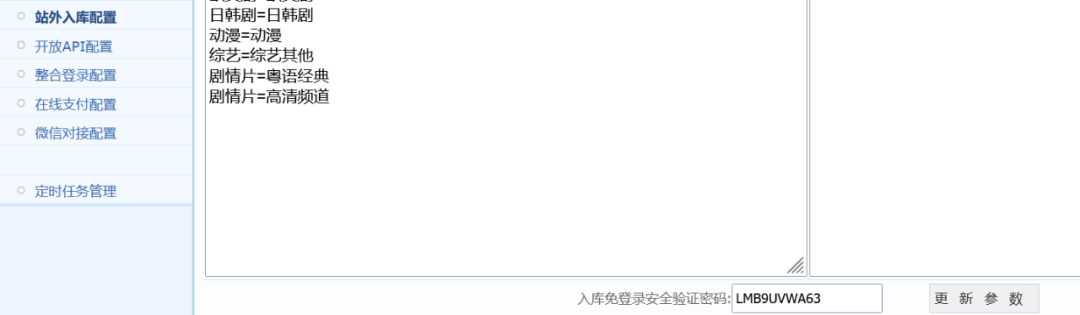 站外入库配置
开放API配置
整合登录配置
在线支付配置
微信对接配置
定时任务管理
日韩剧=日韩剧
动漫=动漫
综艺=综艺其他
剧情片=粤语经典
剧情片=高清频道
入库免登录安全验证密码:
LMB9UVWA63
更 新 参 数